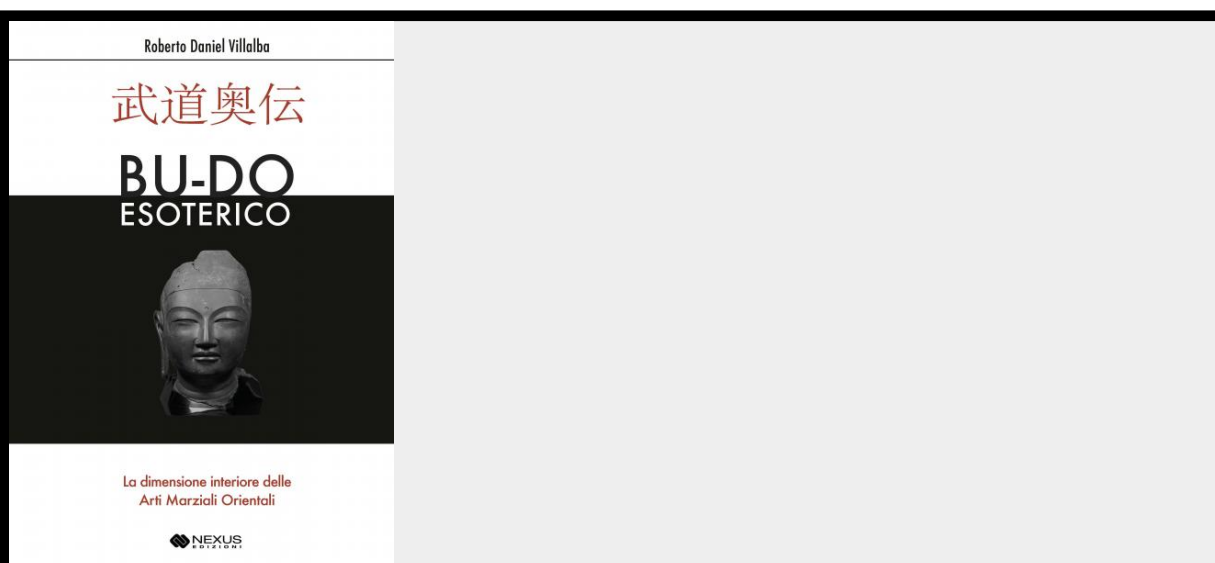 Roberto Daniel Villalba
武道奥伝
BU-DO
ESOTERICO
La dimensione interiore delle
Arti Marziali Orientali
NEXUS
EDIZIONI